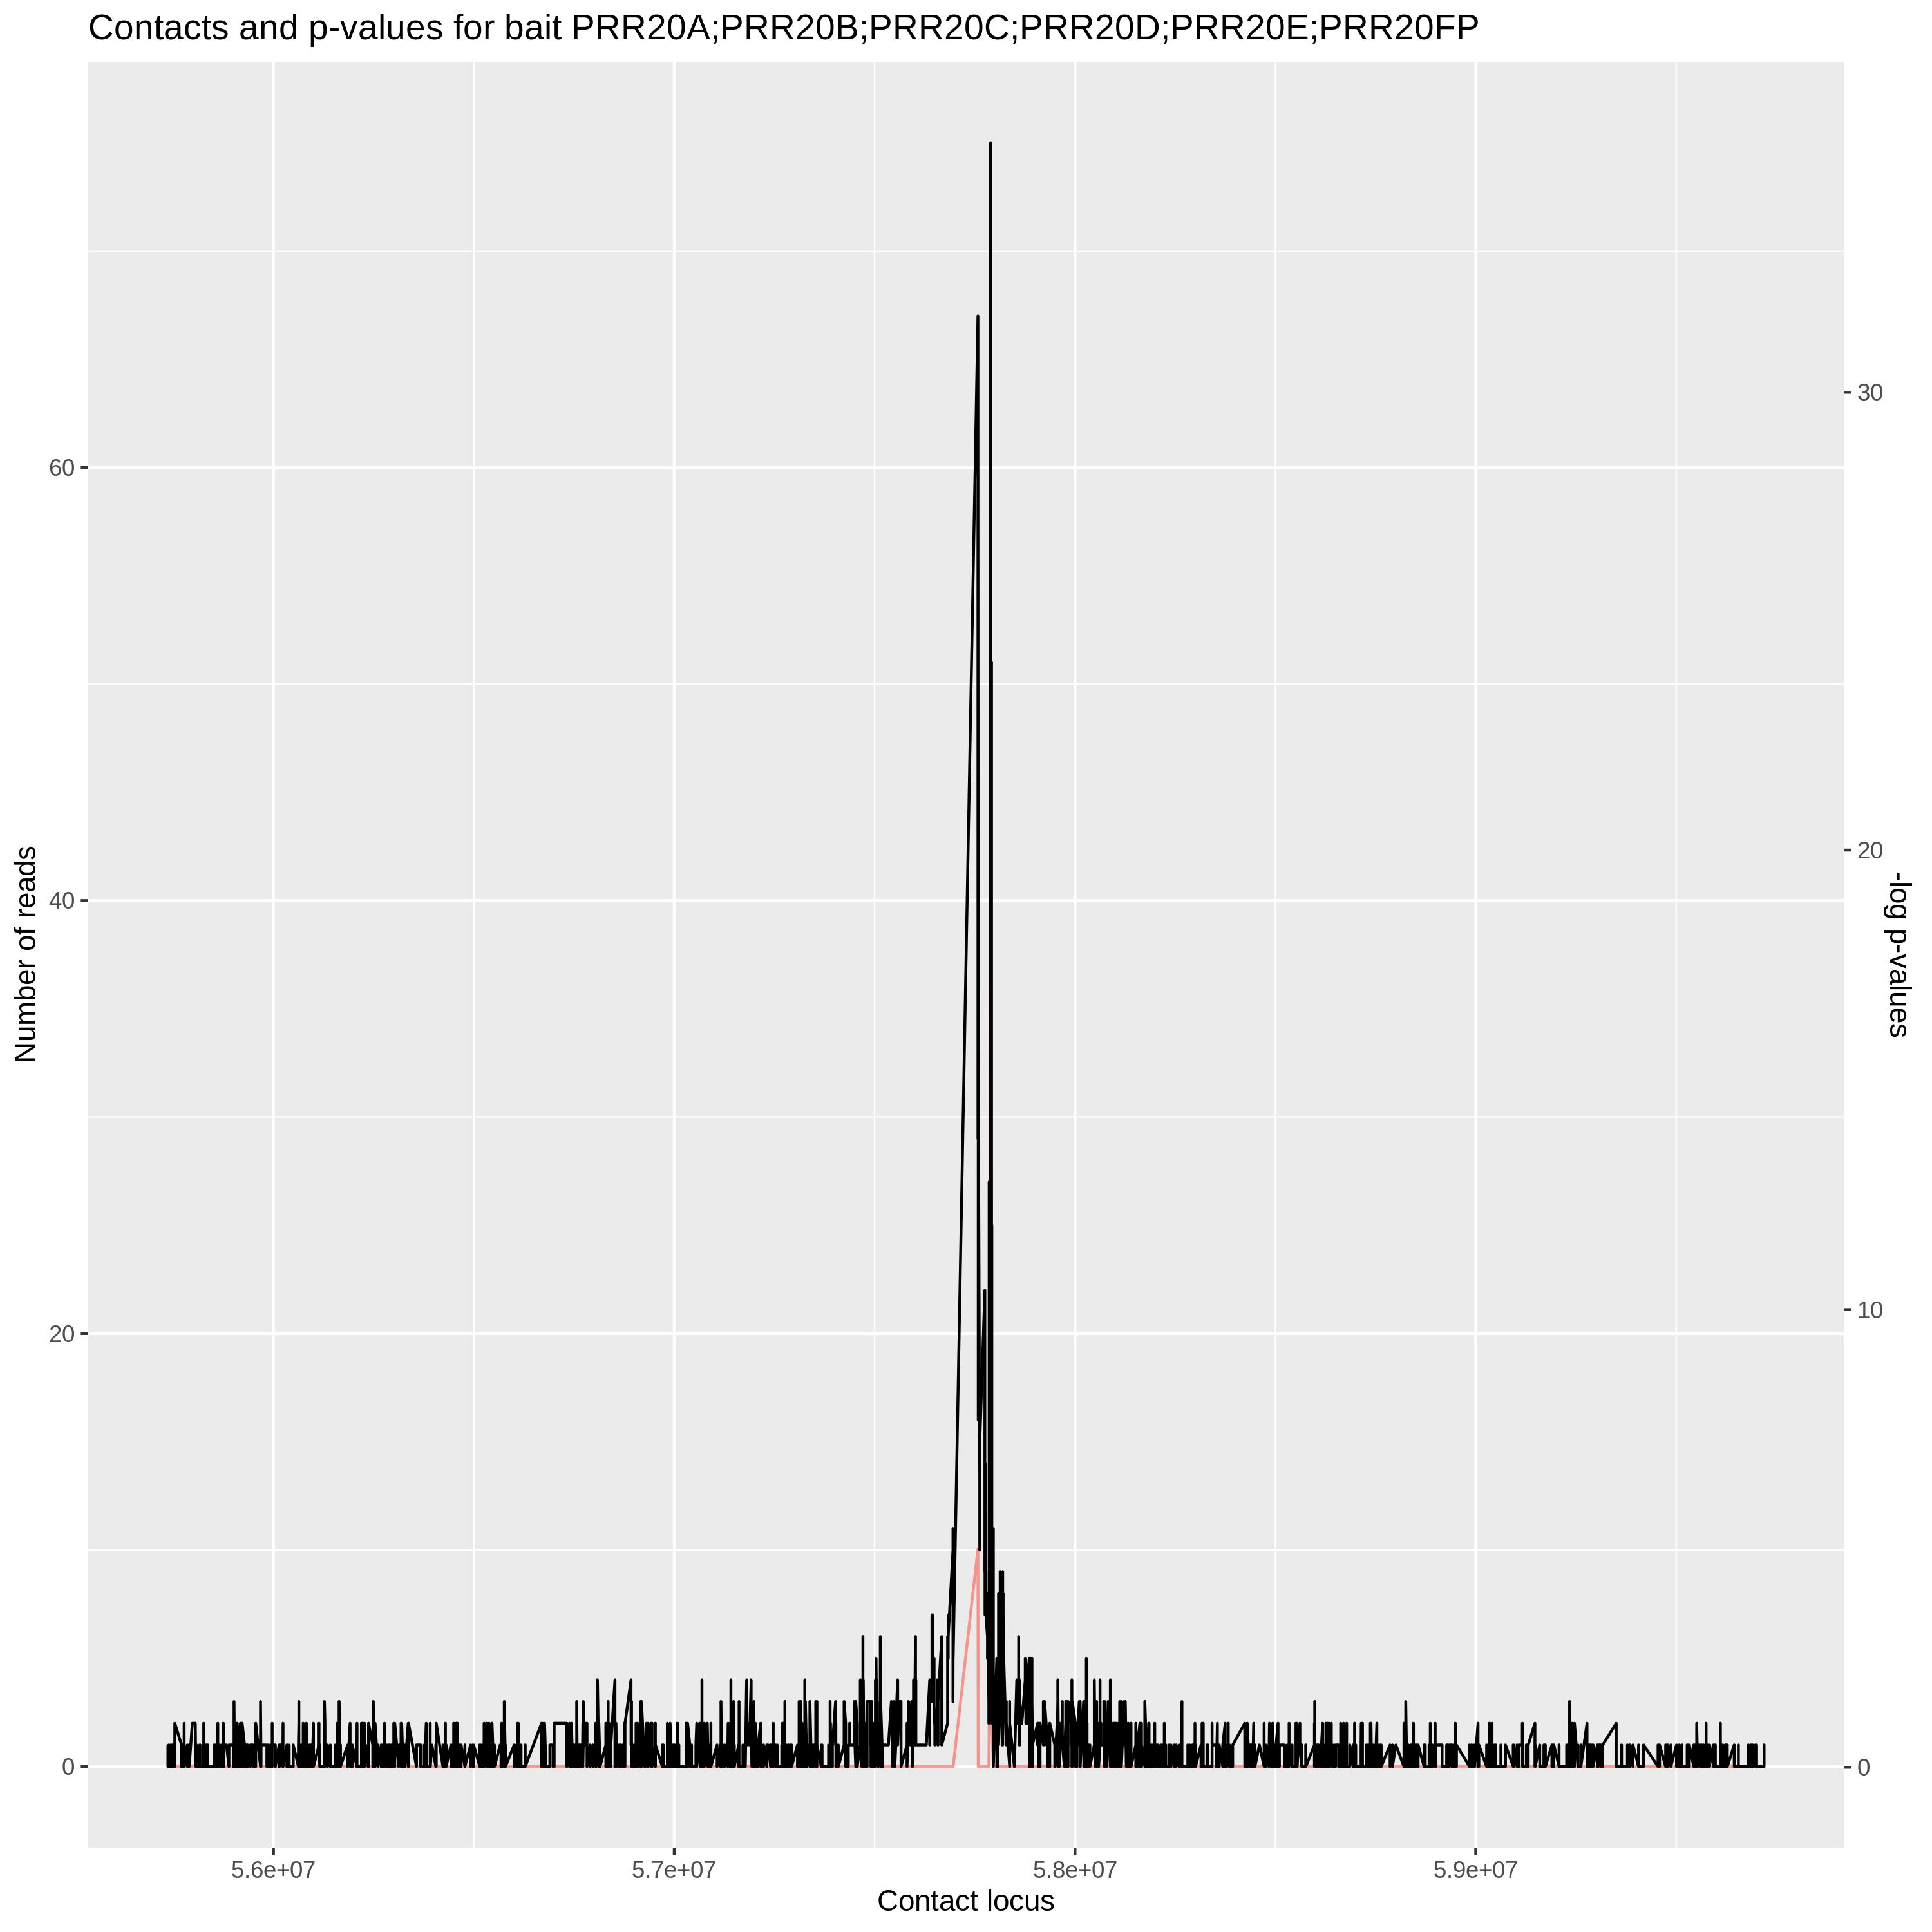 Contacts and p-values for bait PRR20A;PRR20B;PRR20C;PRR20D;PRR20E;PRR20FP
Number of reads
60
40
20
0
30
20
10
0
-log p-values
5.6e+07 5.7e+07 5.8e+07 5.9e+07
Contact locus